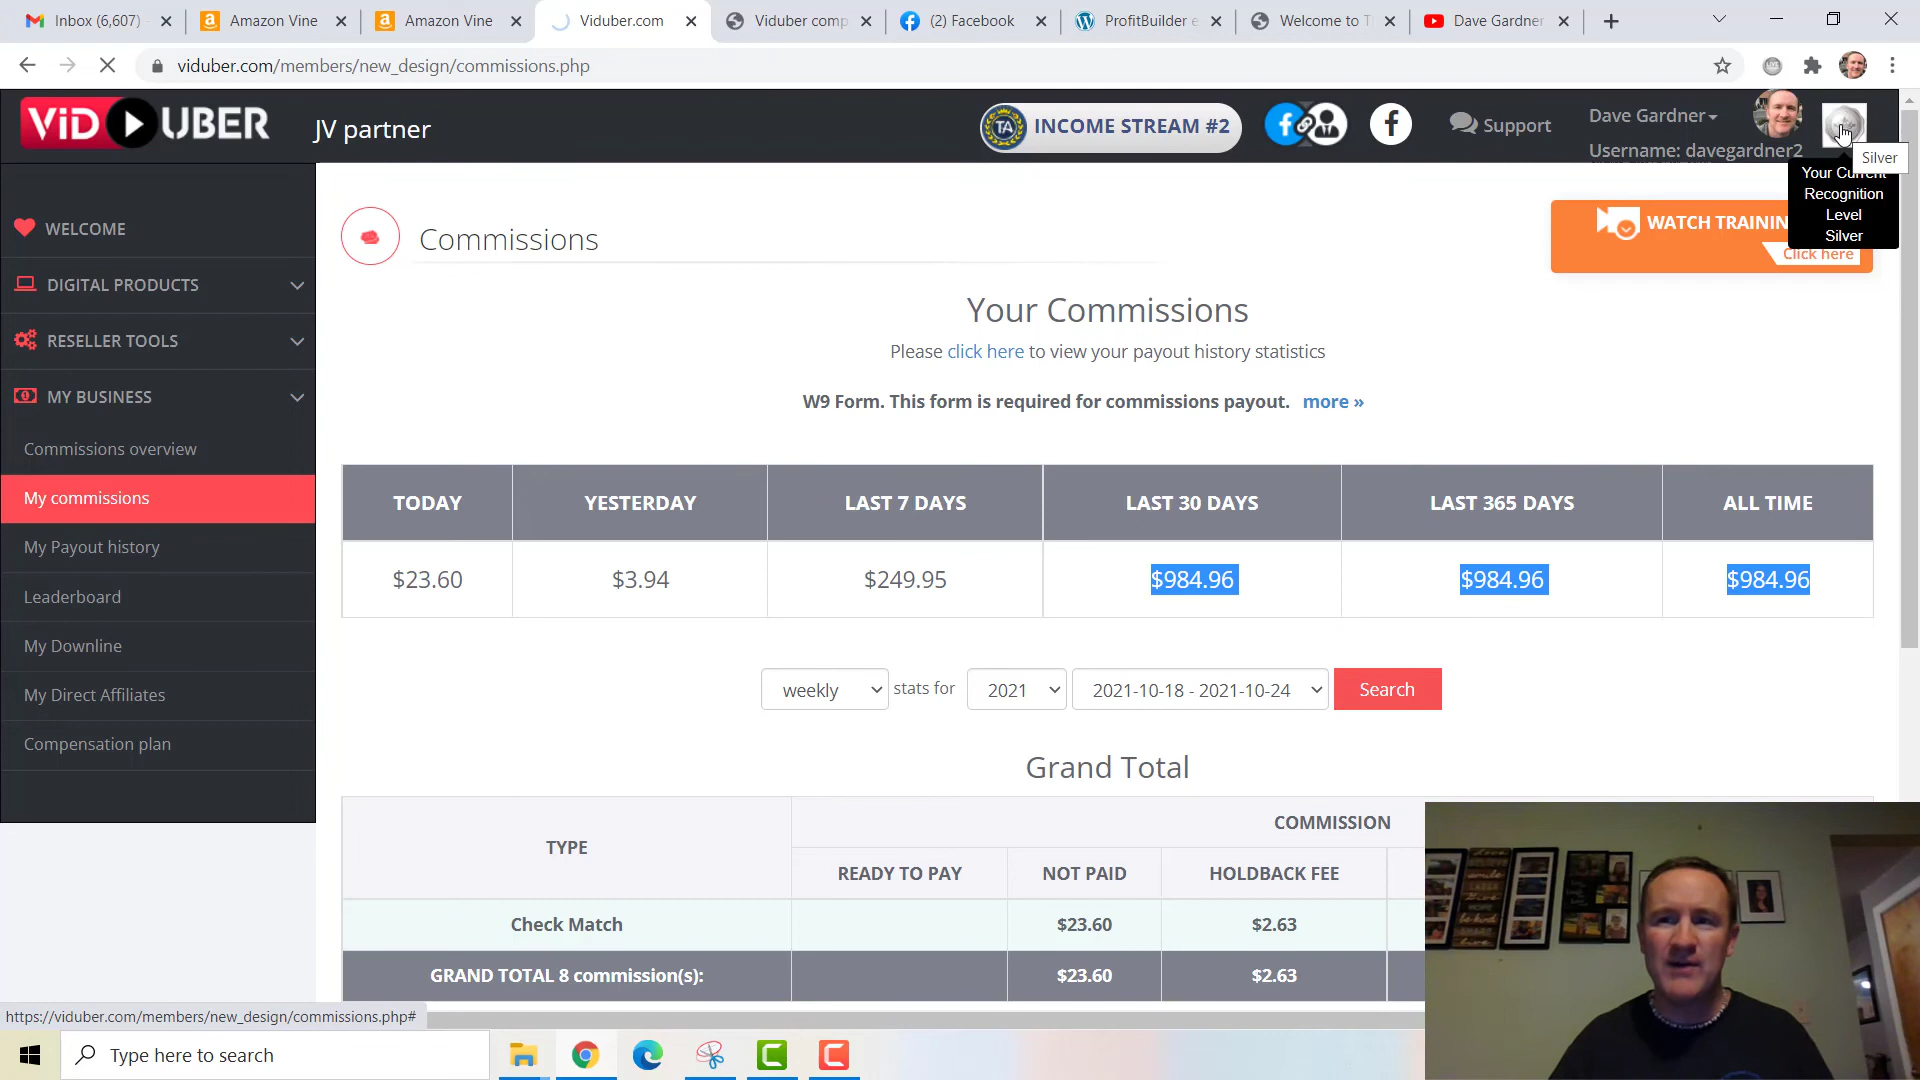 Inbox (6,607)
Amazon Vine
Amazon Vine
Viduber.com
Viduber comp
(2) Facebook
ProfitBuilder e
Welcome to T
Dave Gardner
viduber.com/members/new_design/commissions.php
ViD UBER
JV partner
TA
INCOME STREAM #2
Support
Dave Gardner
Username: davegardner2
Silver
Your Current
Recognition
Level
Silver
WELCOME
DIGITAL PRODUCTS
RESELLER TOOLS
MY BUSINESS
Commissions overview
My commissions
My Payout history
Leaderboard
My Downline
My Direct Affiliates
Compensation plan
Commissions
WATCH TRAININ
Click here
Your Commissions
Please click here to view your payout history statistics
W9 Form. This form is required for commissions payout. more »
TODAY YESTERDAY LAST 7 DAYS LAST 30 DAYS LAST 365 DAYS ALL TIME
$23.60 $3.94 $249.95 $984.96 $984.96 $984.96
weekly stats for 2021 2021-10-18 - 2021-10-24 Search
Grand Total
TYPE
COMMISSION
READY TO PAY NOT PAID HOLDBACK FEE
Check Match $23.60 $2.63
GRAND TOTAL 8 commission(s): $23.60 $2.63
https://viduber.com/members/new_design/commissions.php#
Type here to search